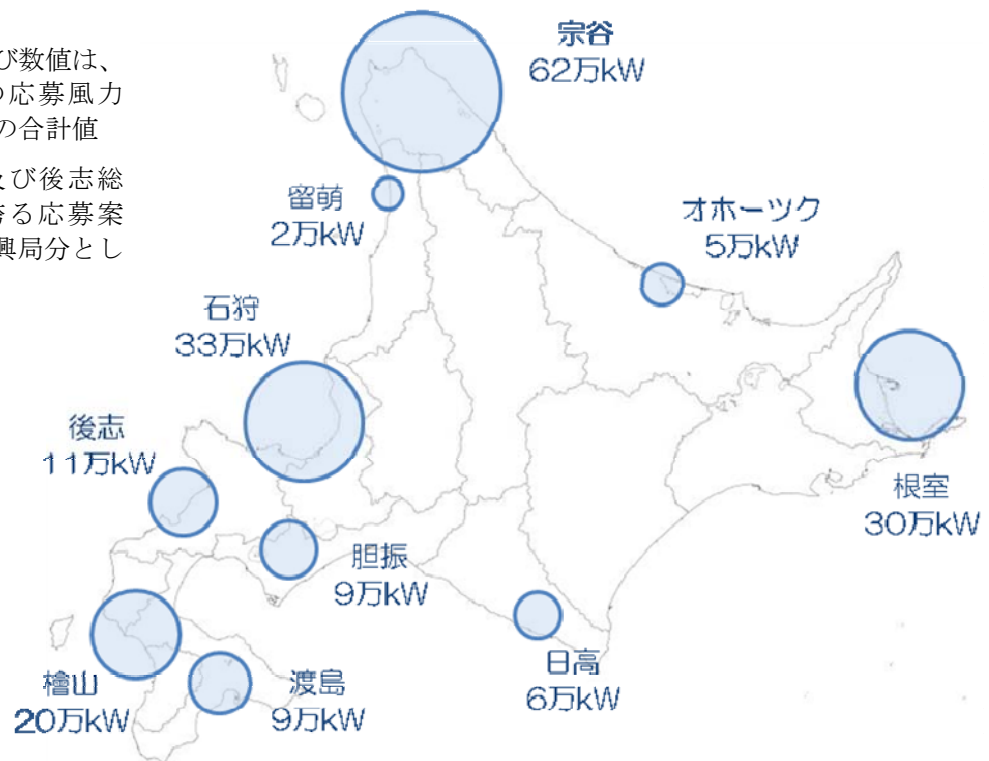 び数値は、
の応募風力
の合計値
及び後志総
誇る応募案
興局分とし
宗谷
62万kW
留萌
2万kW
オホーツク
5万kW
石狩
33万kW
後志
11万kW
根室
30万kW
胆振
9万kW
日高
6万kW
檜山
20万kW
渡島
9万kW